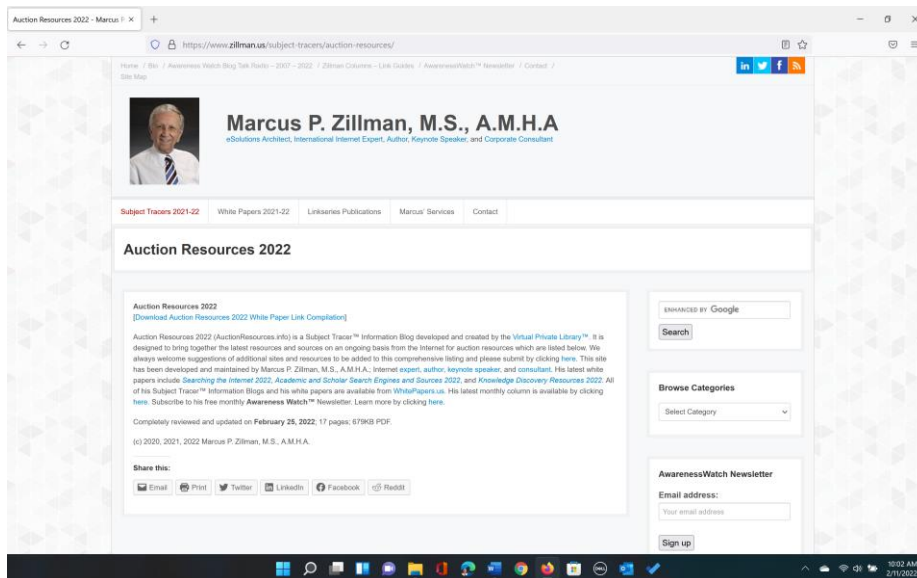 Auction Resources 2022 - Marcus P
https://www.zillman.us/subject-tracers/auction-resources/
Home / Bio / Awareness Watch Blog Talk Radio – 2007 – 2022 / Zillman Columns – Link Guides / AwarenessWatch™ Newsletter / Contact /
Site Map
Marcus P. Zillman, M.S., A.M.H.A
eSolutions Architect, International Internet Expert, Author, Keynote Speaker, and Corporate Consultant
Subject Tracers 2021-22 White Papers 2021-22 Linkseries Publications Marcus' Services Contact
Auction Resources 2022
Auction Resources 2022
[Download Auction Resources 2022 White Paper Link Compilation]
Auction Resources 2022 (AuctionResources.info) is a Subject Tracer™ Information Blog developed and created by the Virtual Private Library™. It is
designed to bring together the latest resources and sources on an ongoing basis from the Internet for auction resources which are listed below. We
always welcome suggestions of additional sites and resources to be added to this comprehensive listing and please submit by clicking here. This site
has been developed and maintained by Marcus P. Zillman, M.S., A.M.H.A.; Internet expert, author, keynote speaker, and consultant. His latest white
papers include Searching the Internet 2022, Academic and Scholar Search Engines and Sources 2022, and Knowledge Discovery Resources 2022. All
of his Subject Tracer™ Information Blogs and his white papers are available from WhitePapers.us. His latest monthly column is available by clicking
here. Subscribe to his free monthly Awareness Watch™ Newsletter. Learn more by clicking here.
Completely reviewed and updated on February 25, 2022; 17 pages; 679KB PDF.
(c) 2020, 2021, 2022 Marcus P. Zillman, M.S., A.M.H.A.
Share this:
Email Print Twitter LinkedIn Facebook Reddit
ENHANCED BY Google
Search
Browse Categories
Select Category
AwarenessWatch Newsletter
Email address:
Your email address
Sign up
10:02 AM
2/11/2022